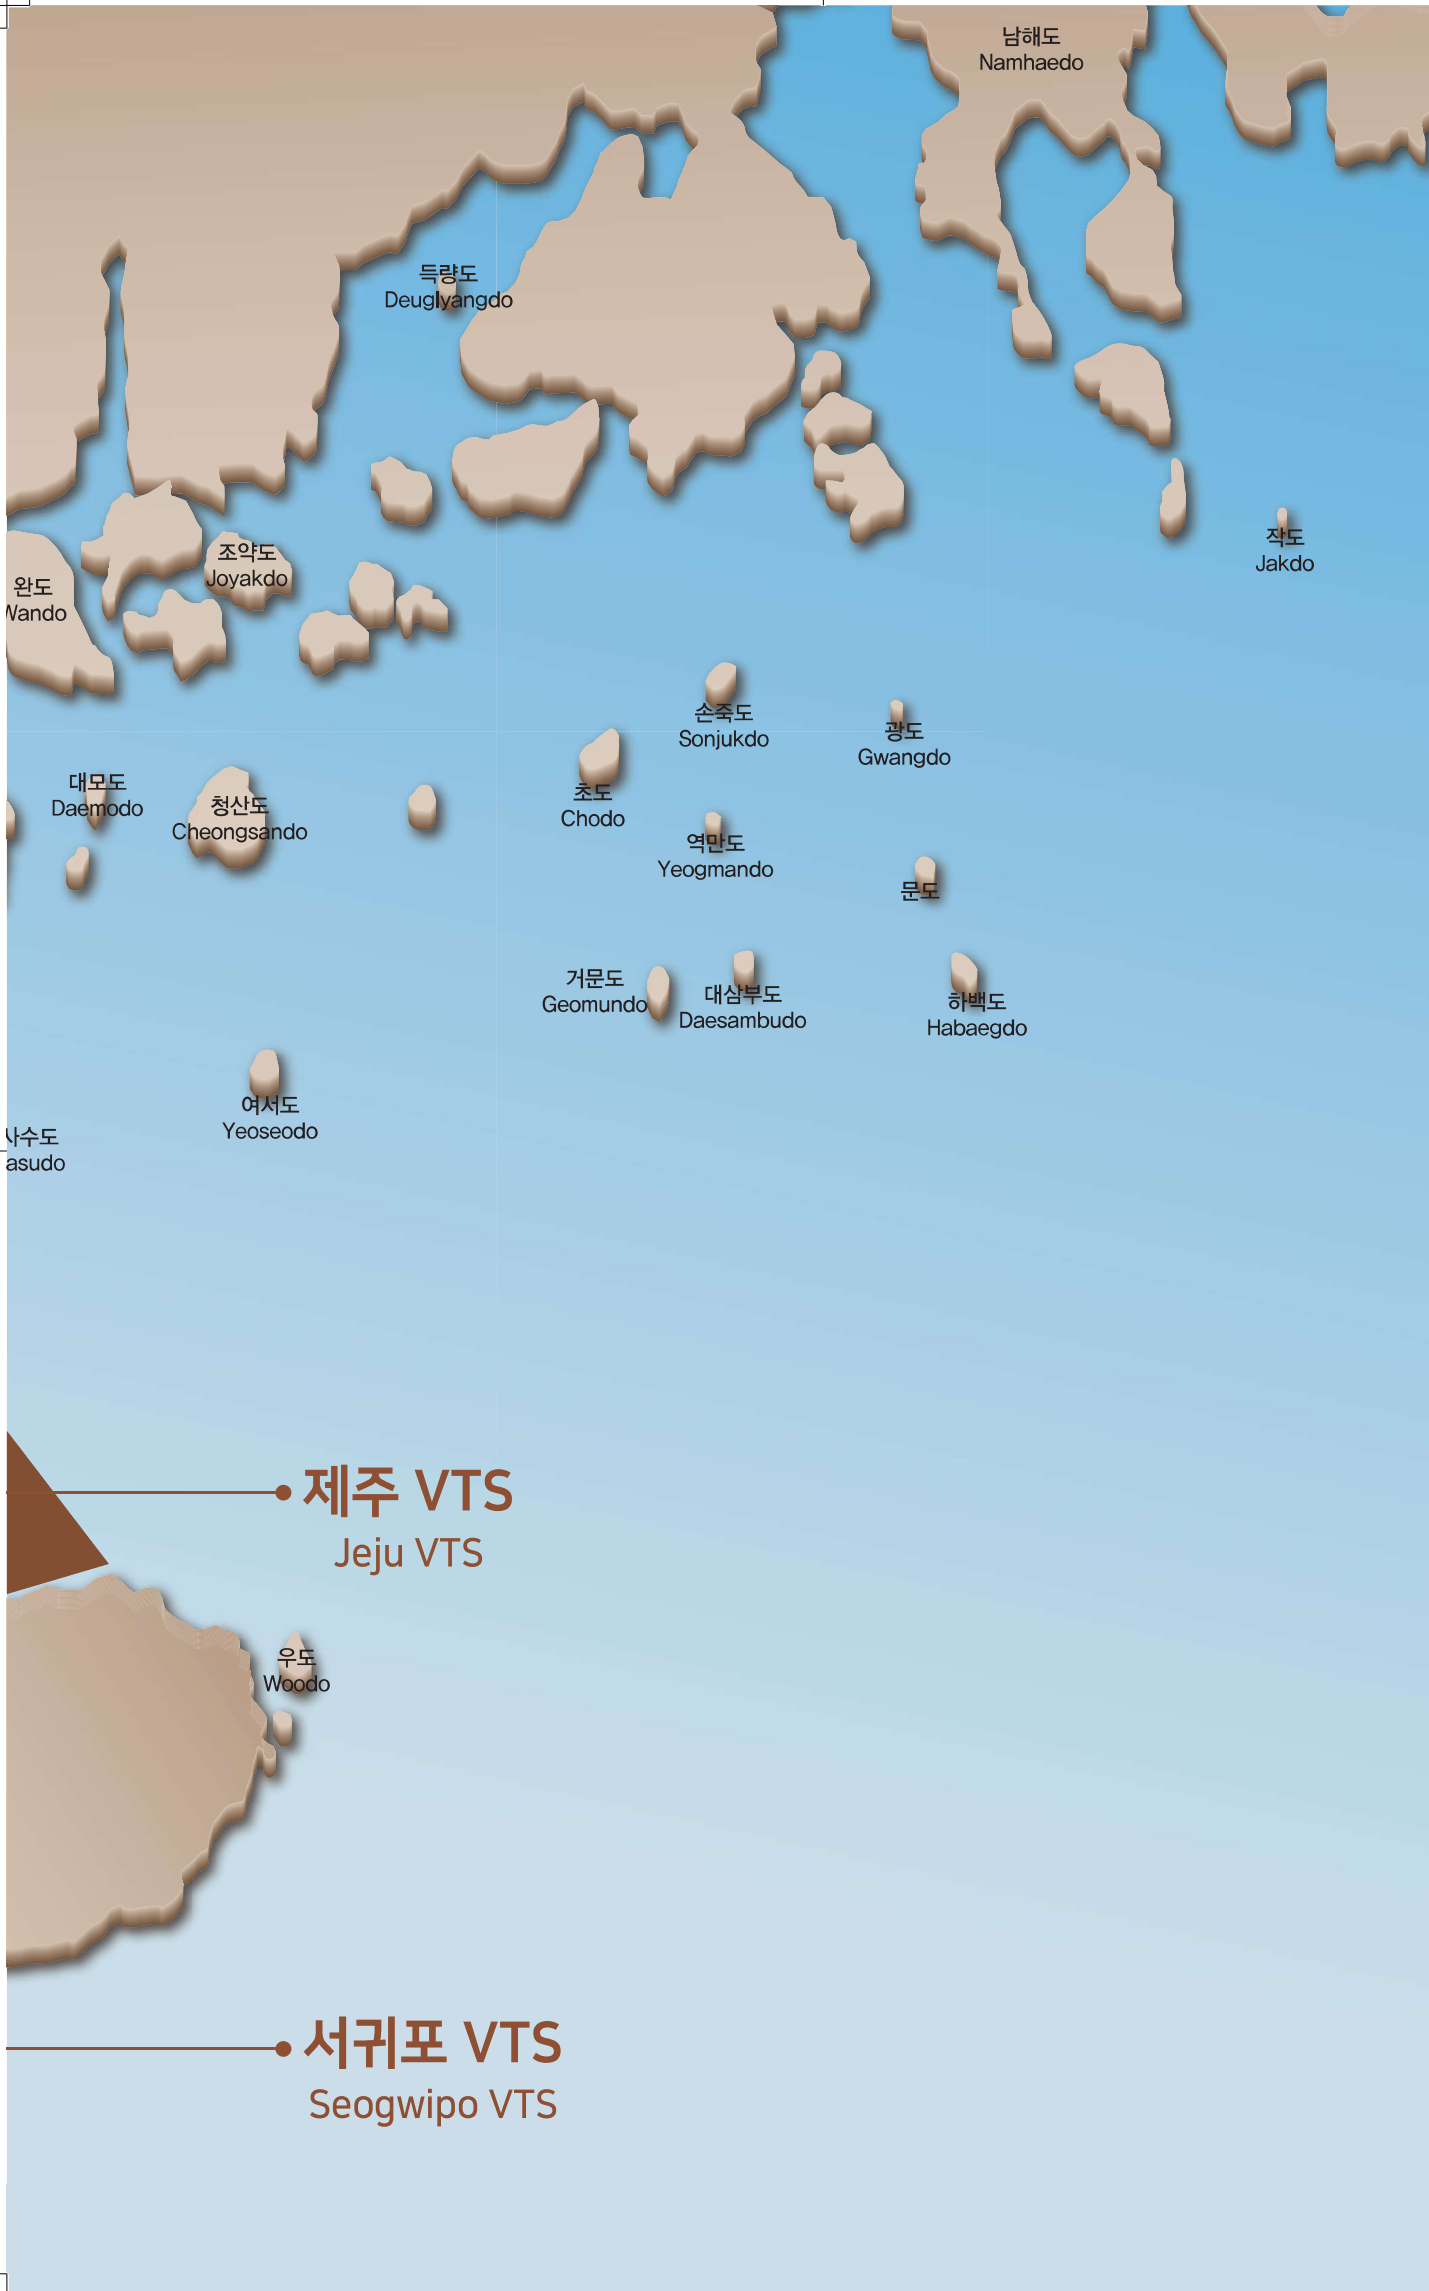 남해도
Namhaedo
득량도
Deuglyangdo
작도
Jakdo
조약도
Joyakdo
완도
Wando
손죽도
Sonjukdo
광도
Gwangdo
대모도
Daemodo
청산도
Cheongsando
초도
Chodo
역만도
Yeogmando
문도
거문도
Geomundo
대삼부도
Daesambudo
하백도
Habaegdo
여서도
Yeoseodo
사수도
asudo
제주 VTS
Jeju VTS
우도
Woodo
서귀포 VTS
Seogwipo VTS